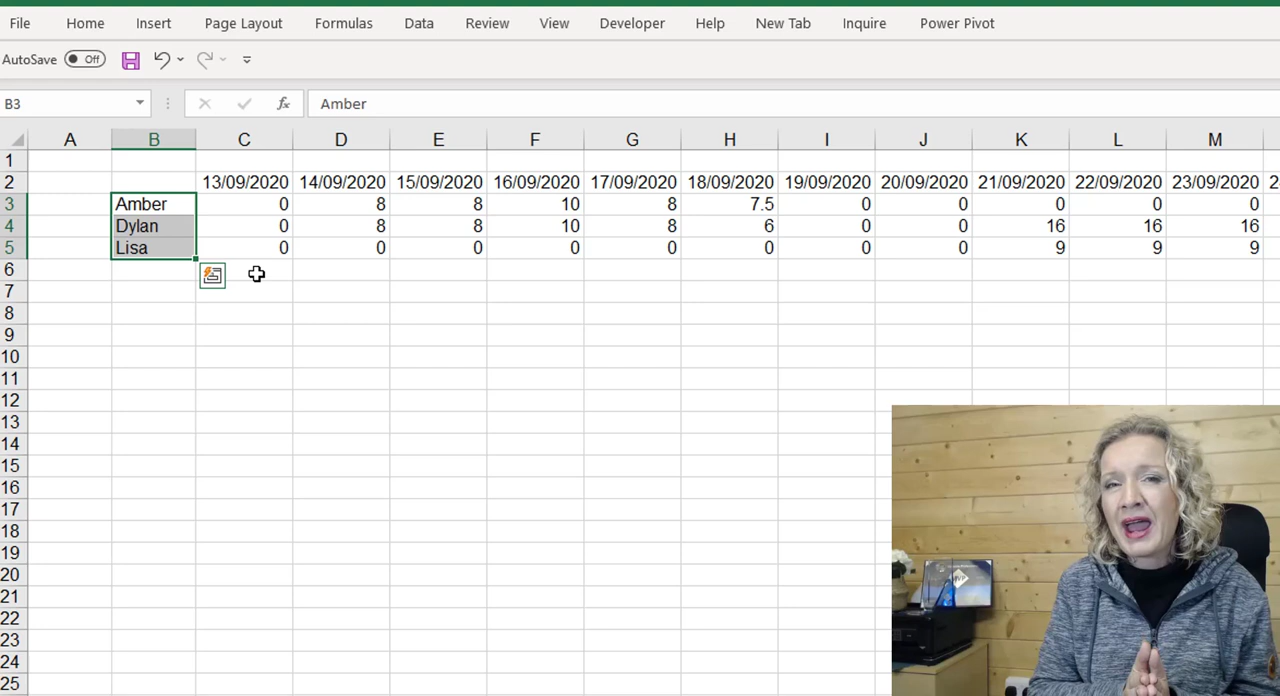 File Home Insert Page Layout Formulas Data Review View Developer Help New Tab Inquire Power Pivot
AutoSave Off
B3 fx Amber
A B C D E F G H I J K L M
1
2 13/09/2020 14/09/2020 15/09/2020 16/09/2020 17/09/2020 18/09/2020 19/09/2020 20/09/2020 21/09/2020 22/09/2020 23/09/2020 2
3 Amber 0 8 8 10 8 7.5 0 0 0 0 0
4 Dylan 0 8 8 10 8 6 0 0 16 16 16
5 Lisa 0 0 0 0 0 0 0 0 9 9 9
6
7
8
9
10
11
12
13
14
15
16
17
18
19
20
21
22
23
24
25